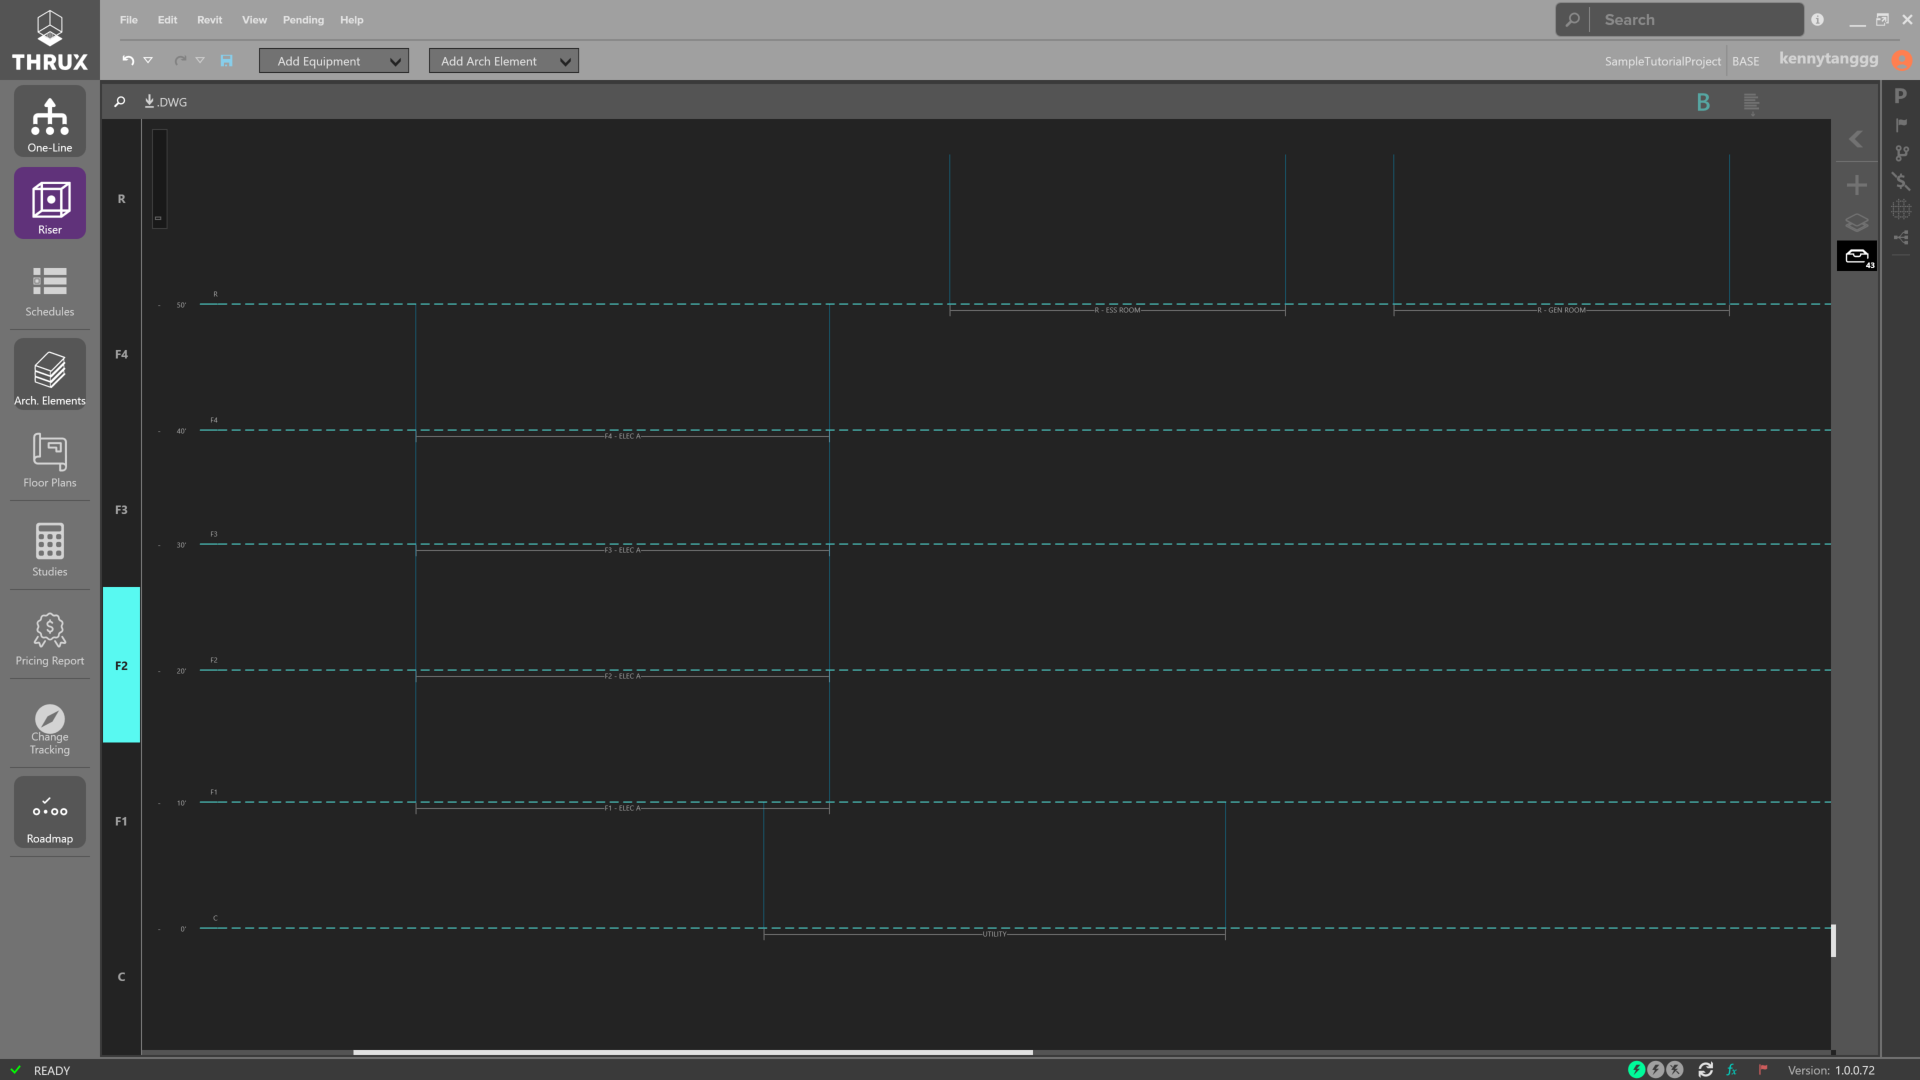 THRUX
File Edit Revit View Pending Help
Search
Add Equipment
Add Arch Element
SampleTutorialProject BASE kennytanggg
.DWG
B
P
One-Line
Riser
Schedules
Arch. Elements
Floor Plans
Studies
Pricing Report
Change Tracking
Roadmap
R
F4
F3
F2
F1
C
43
- 50' R
R - ESS ROOM
R - GEN ROOM
- 40' F4
F4 - ELEC A
- 30' F3
F3 - ELEC A
- 20' F2
F2 - ELEC A
- 10' F1
F1 - ELEC A
- 0' C
UTILITY
READY
fx
Version: 1.0.0.72